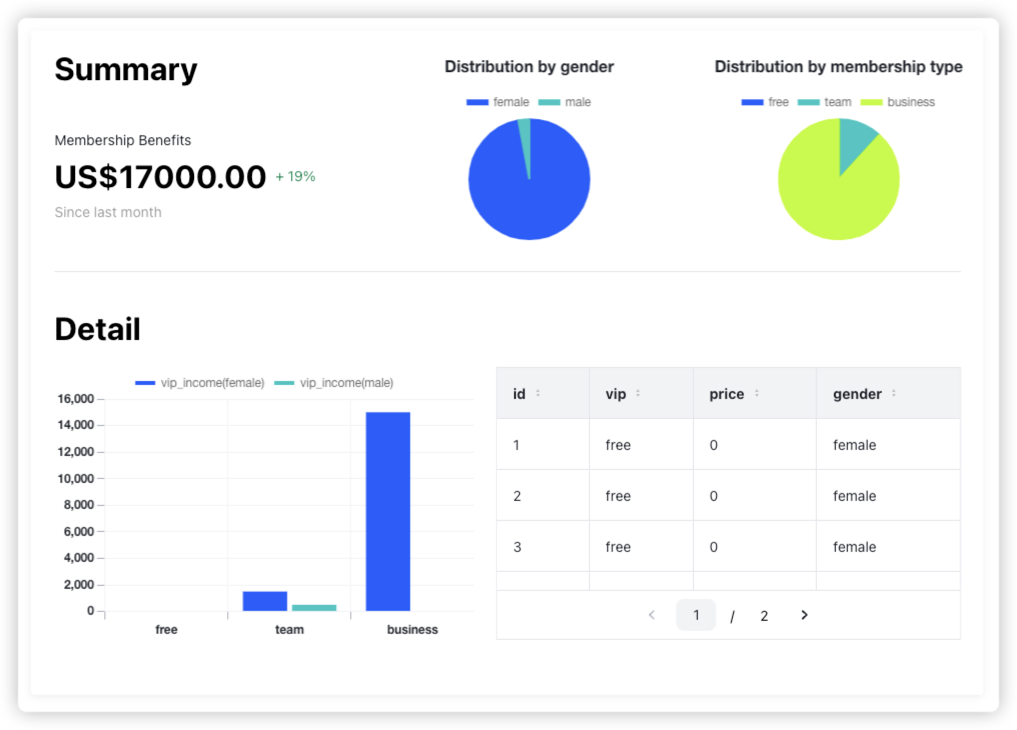 Summary
Membership Benefits
US$17000.00 + 19%
Since last month
Distribution by gender
female male
Distribution by membership type
free team business
Detail
vip_income(female) vip_income(male)
16,000
14,000
12,000
10,000
8,000
6,000
4,000
2,000
0
free team business
id vip price gender
1 free 0 female
2 free 0 female
3 free 0 female
< 1 / 2 >